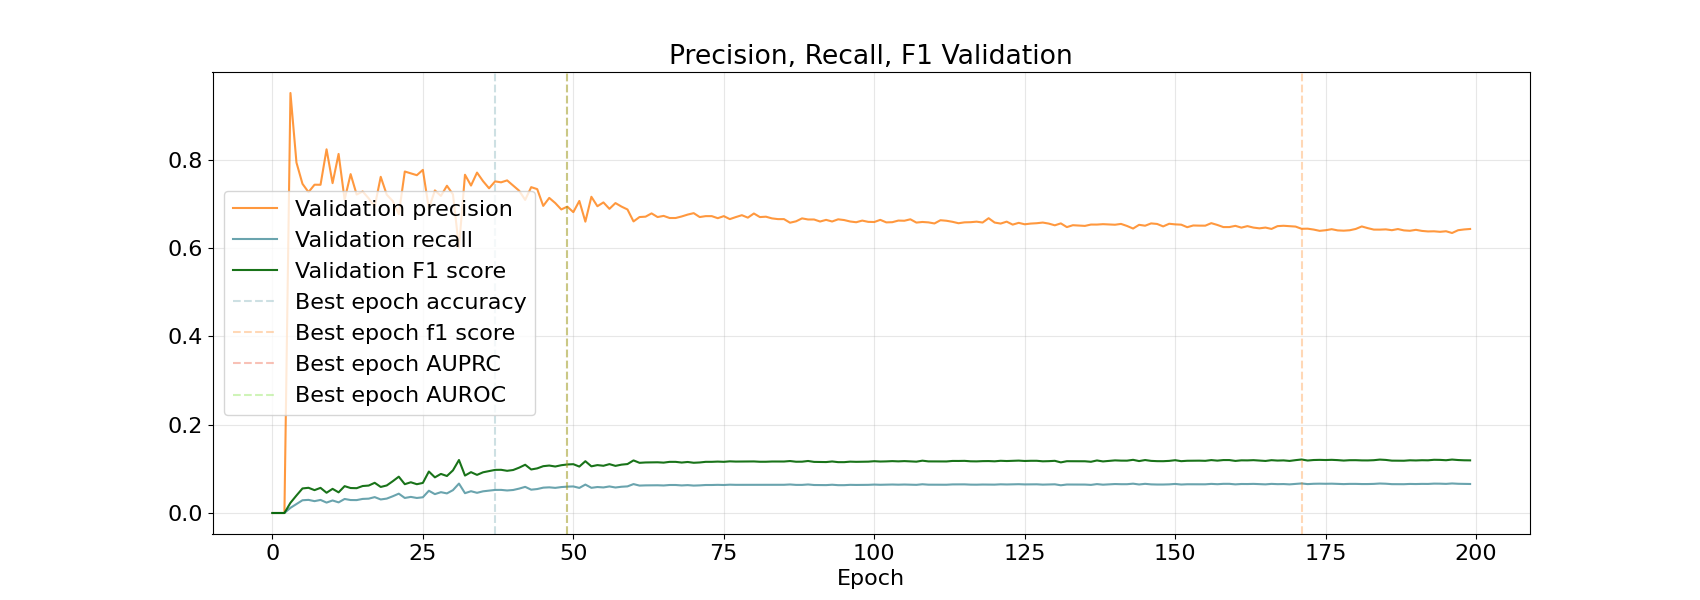 Precision, Recall, F1 Validation
0.8
0.6
0.4
0.2
0.0
Validation precision
Validation recall
Validation F1 score
Best epoch accuracy
Best epoch f1 score
Best epoch AUPRC
Best epoch AUROC
0 25 50 75 100 125 150 175 200
Epoch